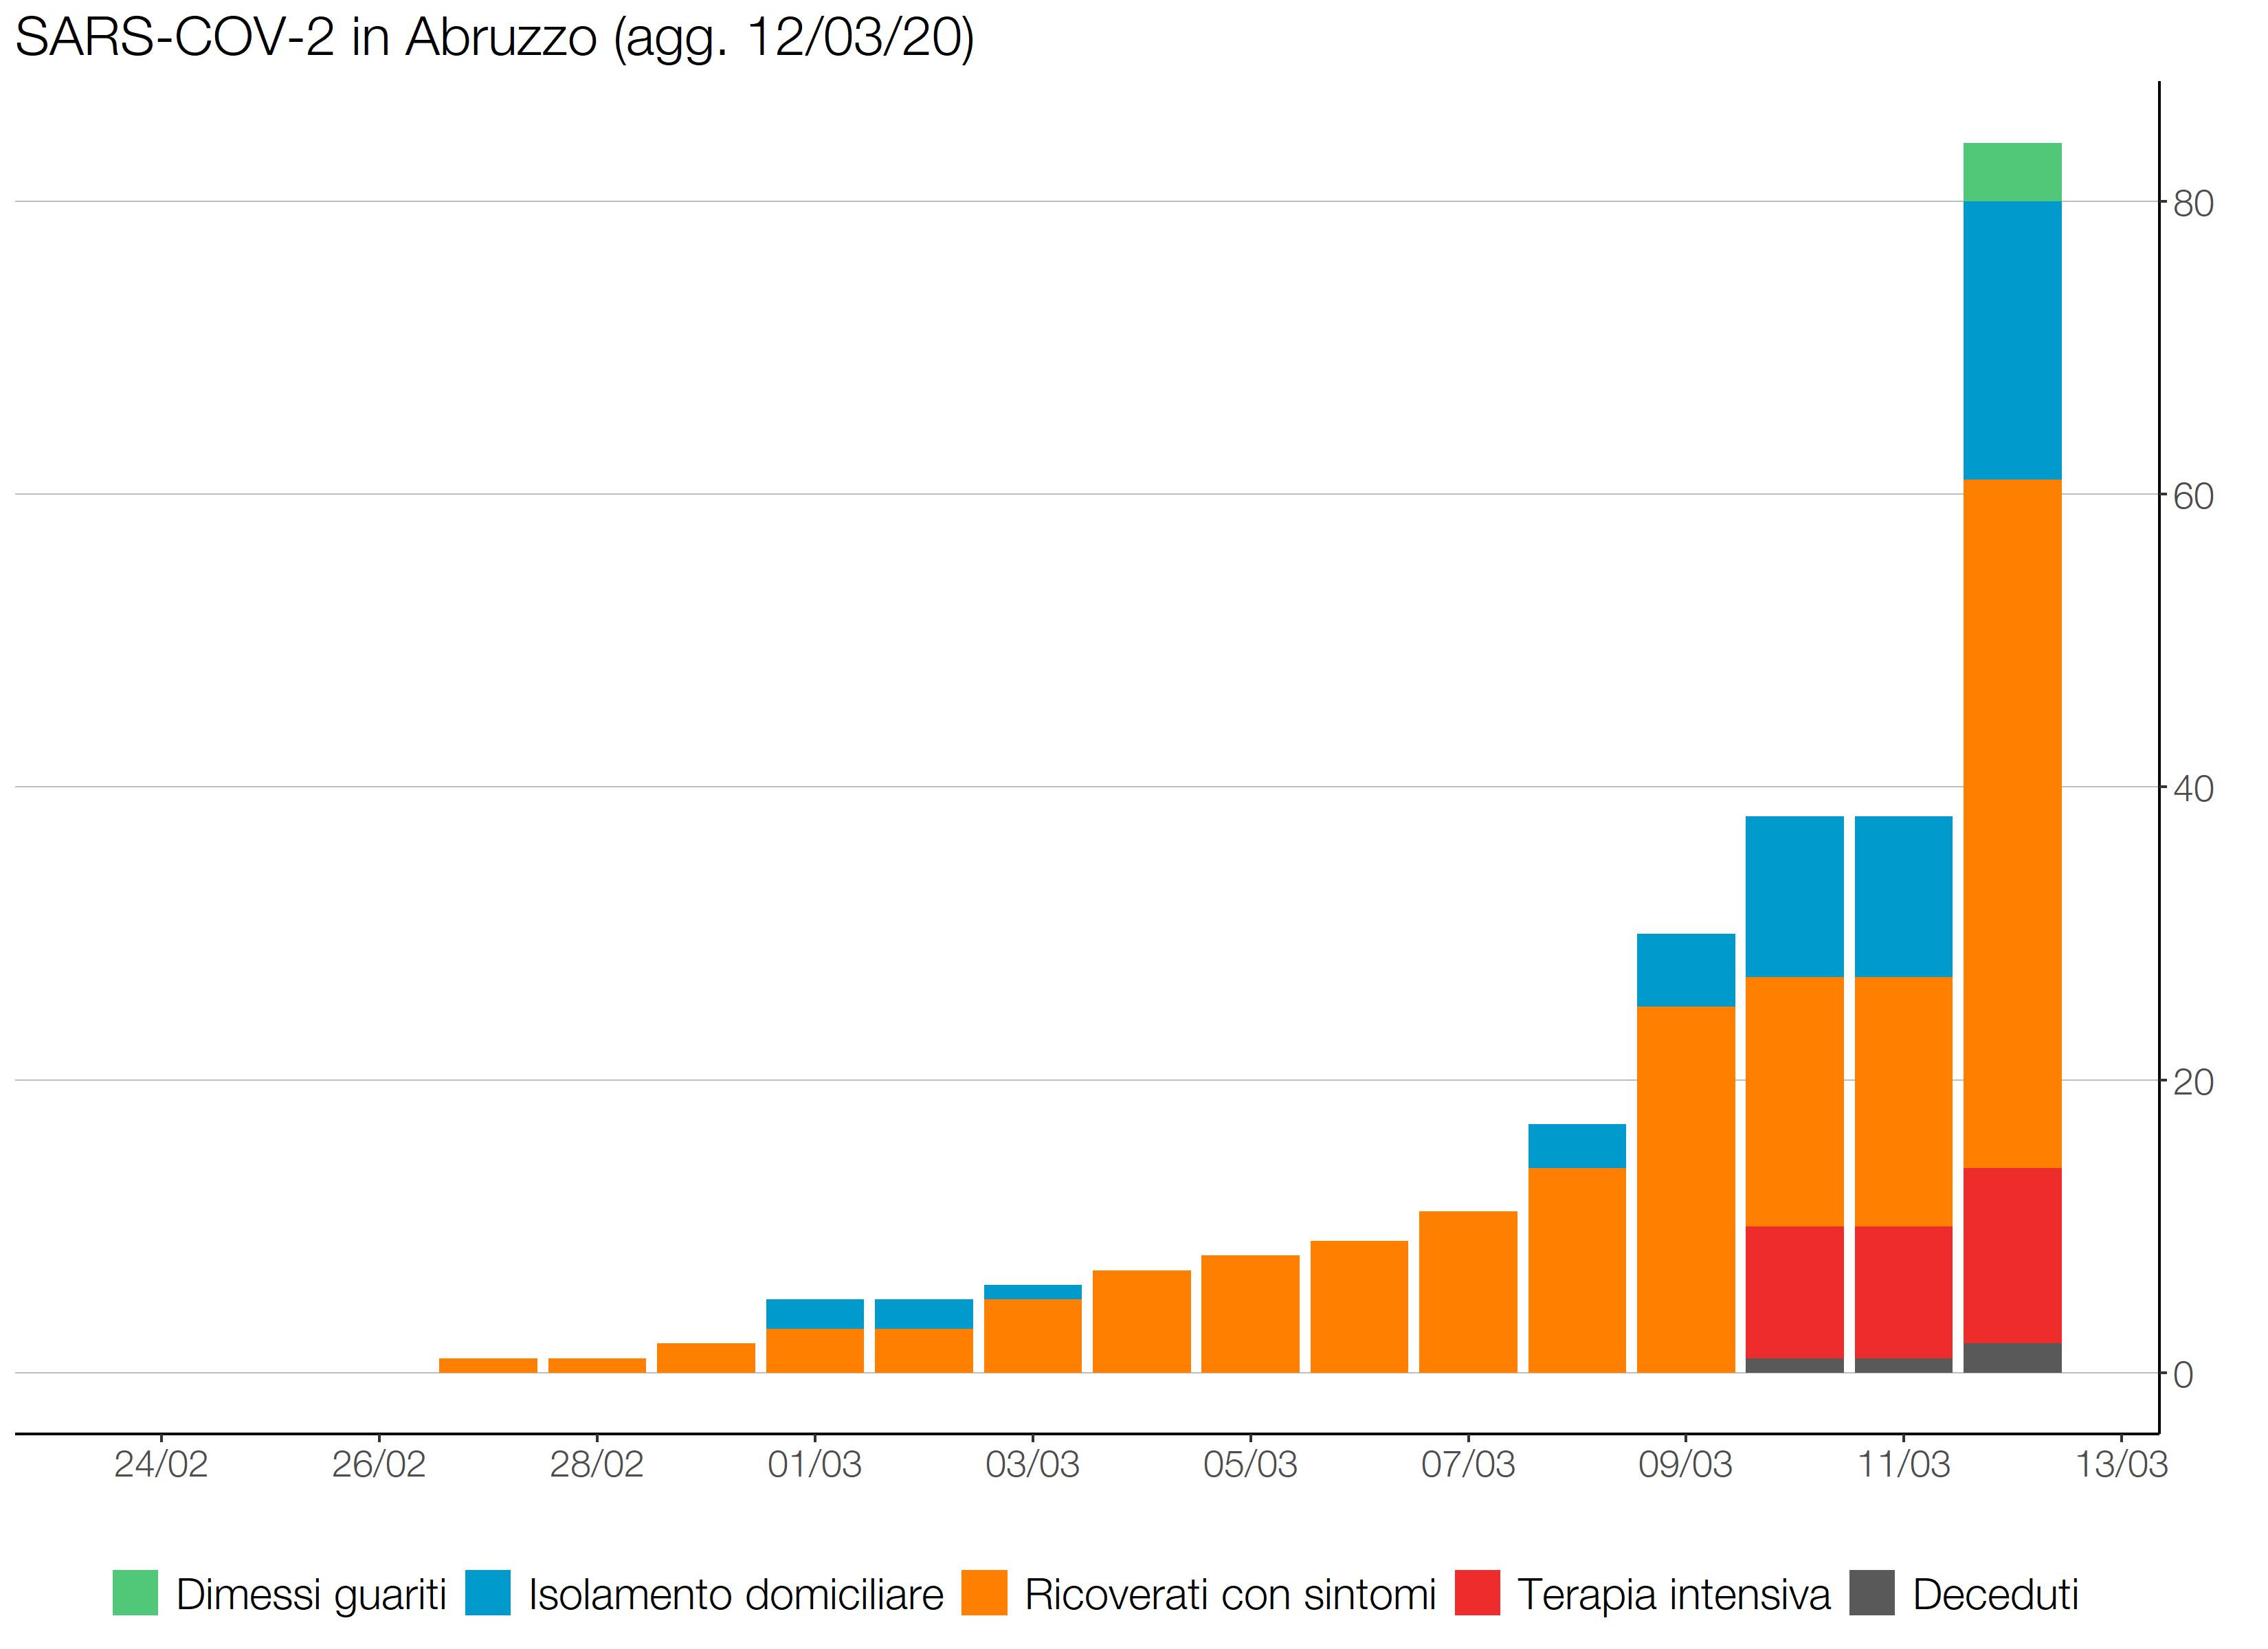 SARS-COV-2 in Abruzzo (agg. 12/03/20)
80
60
40
20
0
24/02 26/02 28/02 01/03 03/03 05/03 07/03 09/03 11/03 13/03
Dimessi guariti Isolamento domiciliare Ricoverati con sintomi Terapia intensiva Deceduti